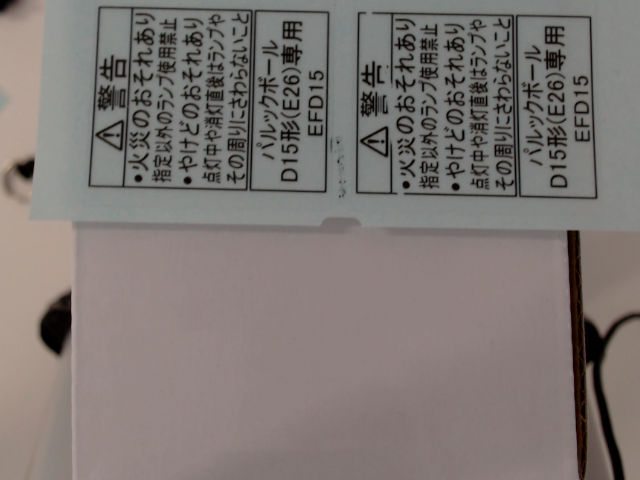 ⚠警告
•火災のおそれあり
指定以外のランプ使用禁止
•やけどのおそれあり
点灯中や消灯直後はランプや
その周りにさわらないこと
パルックボール
D15形(E26)専用
EFD15
⚠警告
•火災のおそれあり
指定以外のランプ使用禁止
•やけどのおそれあり
点灯中や消灯直後はランプや
その周りにさわらないこと
パルックボール
D15形(E26)専用
EFD15